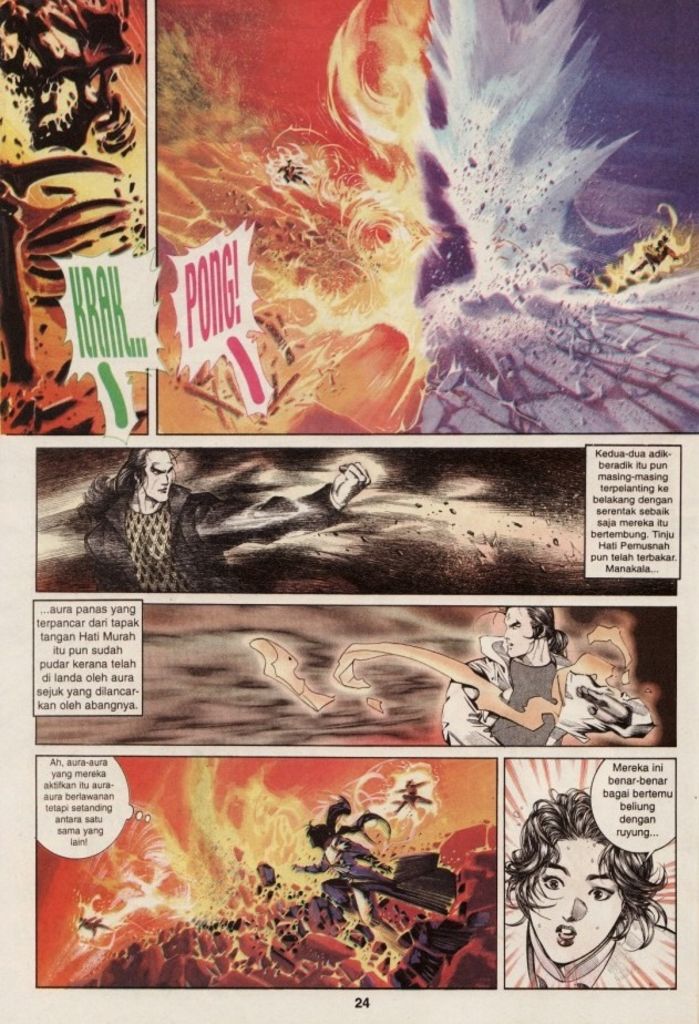 KRAK...!
PONG!!
Kedua-dua adik-
beradik itu pun
masing-masing
terpelanting ke
belakang dengan
serentak sebaik
saja mereka itu
bertembung. Tinju
Hati Pemusnah
pun telah terbakar.
Manakala...
...aura panas yang
terpancar dari tapak
tangan Hati Murah
itu pun sudah
pudar kerana telah
di landa oleh aura
sejuk yang dilancar-
kan oleh abangnya.
Ah, aura-aura
yang mereka
aktifkan itu aura-
aura berlawanan
tetapi setanding
antara satu
sama yang
lain!
Mereka ini
benar-benar
bagai bertemu
beliung
dengan
ruyung...
24